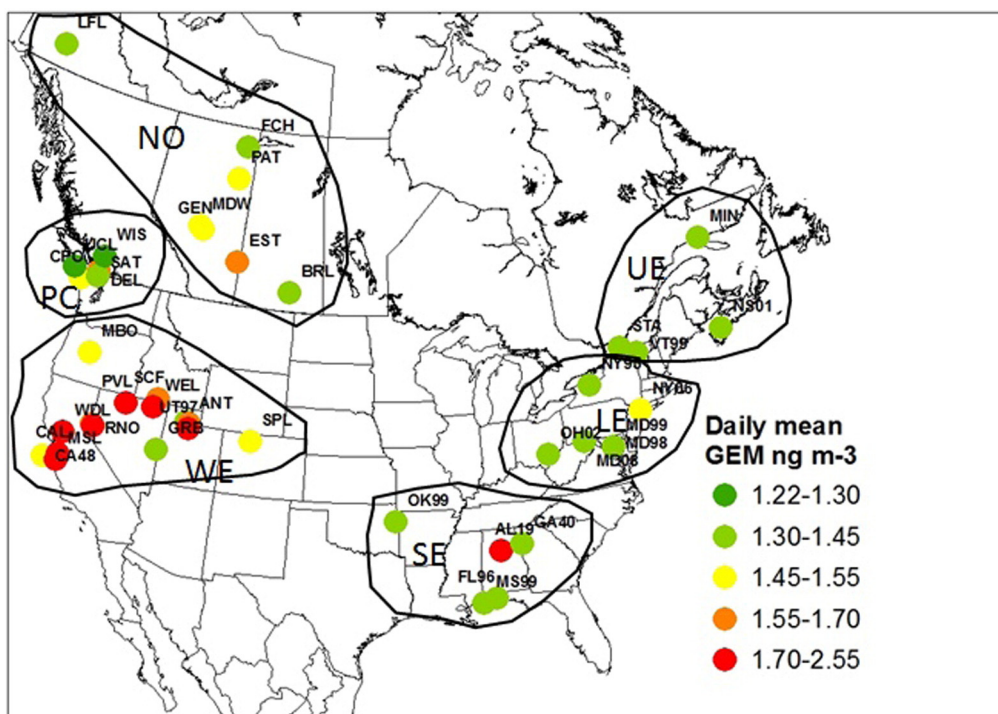 LFL
FCH
NO
PAT
GEN MDW
MIN
WIS
EST
UCL
CPO
SAT
UE
BRL
DEL
PC
NS01
STA
MBO
VT99
NY95
PVL SCF
WEL
NY06
UT97 ANT
WDL
SPL
LE
CAL
RNO
GRB
MD99
MSL
OH02
MD98
CA48
MD08
WE
OK99
GA40
AL19
SE
FL96 MS99
Daily mean
GEM ng m-3
1.22-1.30
1.30-1.45
1.45-1.55
1.55-1.70
1.70-2.55